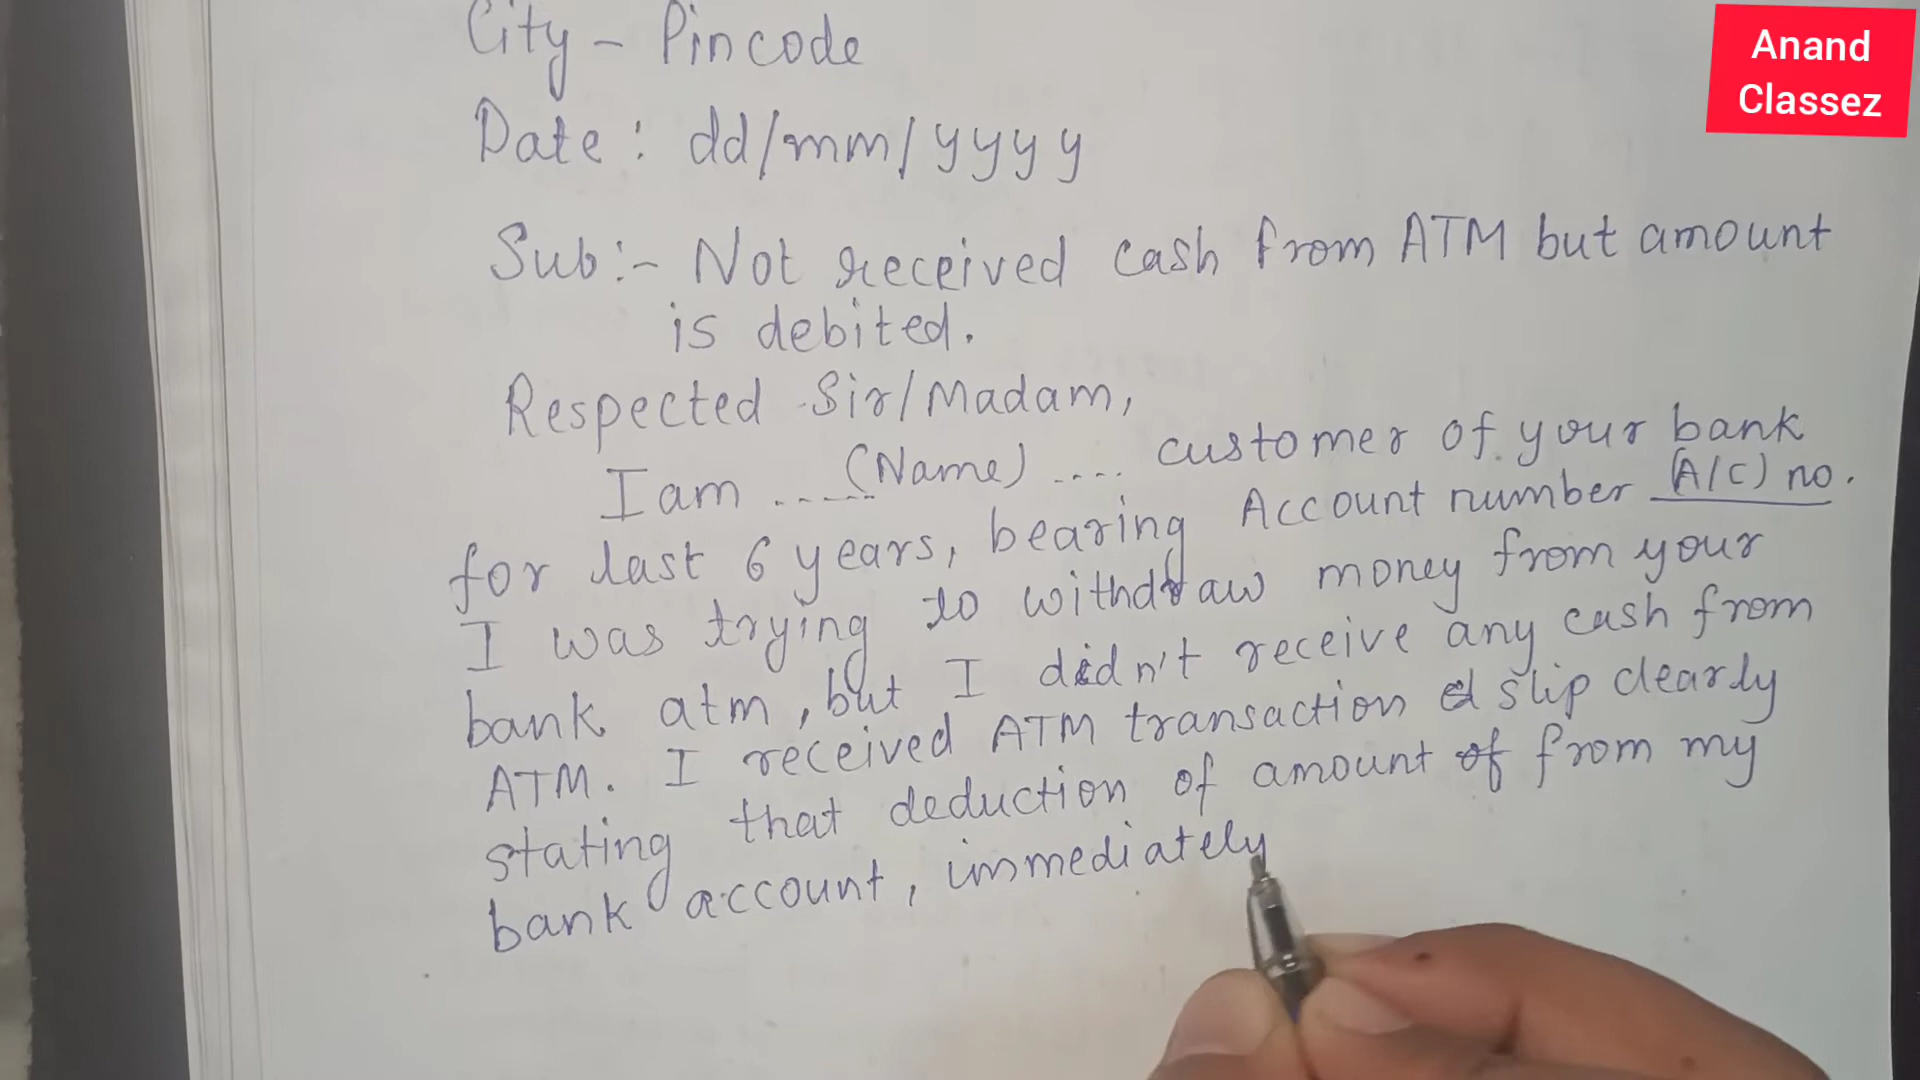 City - Pincode
Anand
Classez
Date : dd/mm/yyyy
Sub:- Not received cash from ATM but amount
is debited.
Respected Sir/Madam,
I am ...... (Name) .... customer of your bank
for last 6 years, bearing Account number (A/C) no.
I was trying to withdraw money from your
bank atm, but I didn't receive any cash from
ATM. I received ATM transaction slip clearly
stating that deduction of amount from my
bank account, immediately